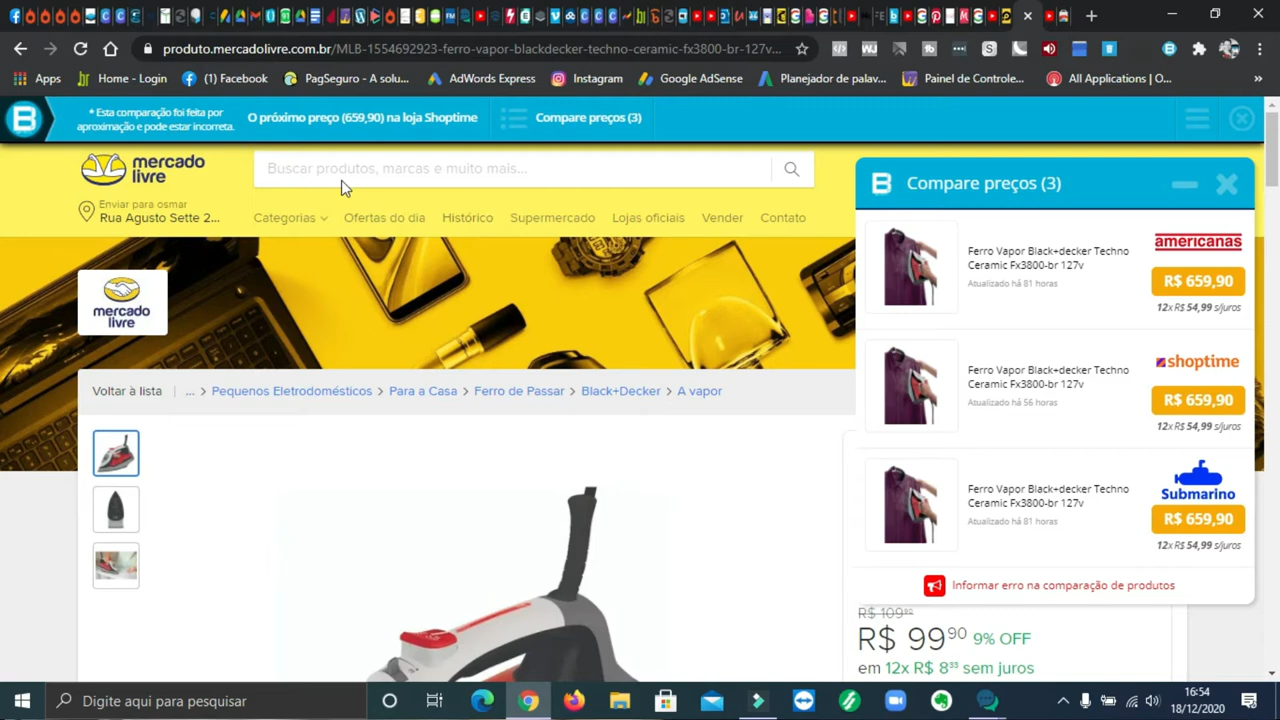 produto.mercadolivre.com.br/MLB-1554692923-ferro-vapor-blackdecker-techno-ceramic-fx3800-br-127v...
Apps
Home - Login
(1) Facebook
PagSeguro - A solu...
AdWords Express
Instagram
Google AdSense
Planejador de palav...
Painel de Controle...
All Applications | O...
»
B
* Esta comparação foi feita por
aproximação e pode estar incorreta.
O próximo preço (659,90) na loja Shoptime
Compare preços (3)
mercado
livre
Buscar produtos, marcas e muito mais...
Enviar para osmar
Rua Agusto Sette 2...
Categorias
Ofertas do dia
Histórico
Supermercado
Lojas oficiais
Vender
Contato
mercado
livre
Voltar à lista
... > Pequenos Eletrodomésticos > Para a Casa > Ferro de Passar > Black+Decker > A vapor
B
Compare preços (3)
Ferro Vapor Black+decker Techno
Ceramic Fx3800-br 127v
Atualizado há 81 horas
americanas
R$ 659,90
12x R$ 54,99 s/juros
Ferro Vapor Black+decker Techno
Ceramic Fx3800-br 127v
Atualizado há 56 horas
shoptime
R$ 659,90
12x R$ 54,99 s/juros
Ferro Vapor Black+decker Techno
Ceramic Fx3800-br 127v
Atualizado há 81 horas
Submarino
R$ 659,90
12x R$ 54,99 s/juros
Informar erro na comparação de produtos
R$ 109⁹⁰
R$ 99⁹⁰ 9% OFF
em 12x R$ 8³³ sem juros
Digite aqui para pesquisar
16:54
18/12/2020